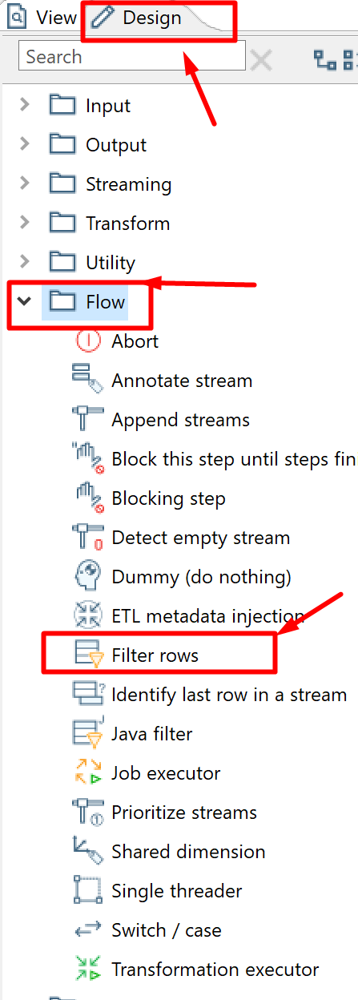 View Design
Search
Input
Output
Streaming
Transform
Utility
Flow
Abort
Annotate stream
Append streams
Block this step until steps fin
Blocking step
Detect empty stream
Dummy (do nothing)
ETL metadata injection
Filter rows
Identify last row in a stream
Java filter
Job executor
Prioritize streams
Shared dimension
Single threader
Switch / case
Transformation executor